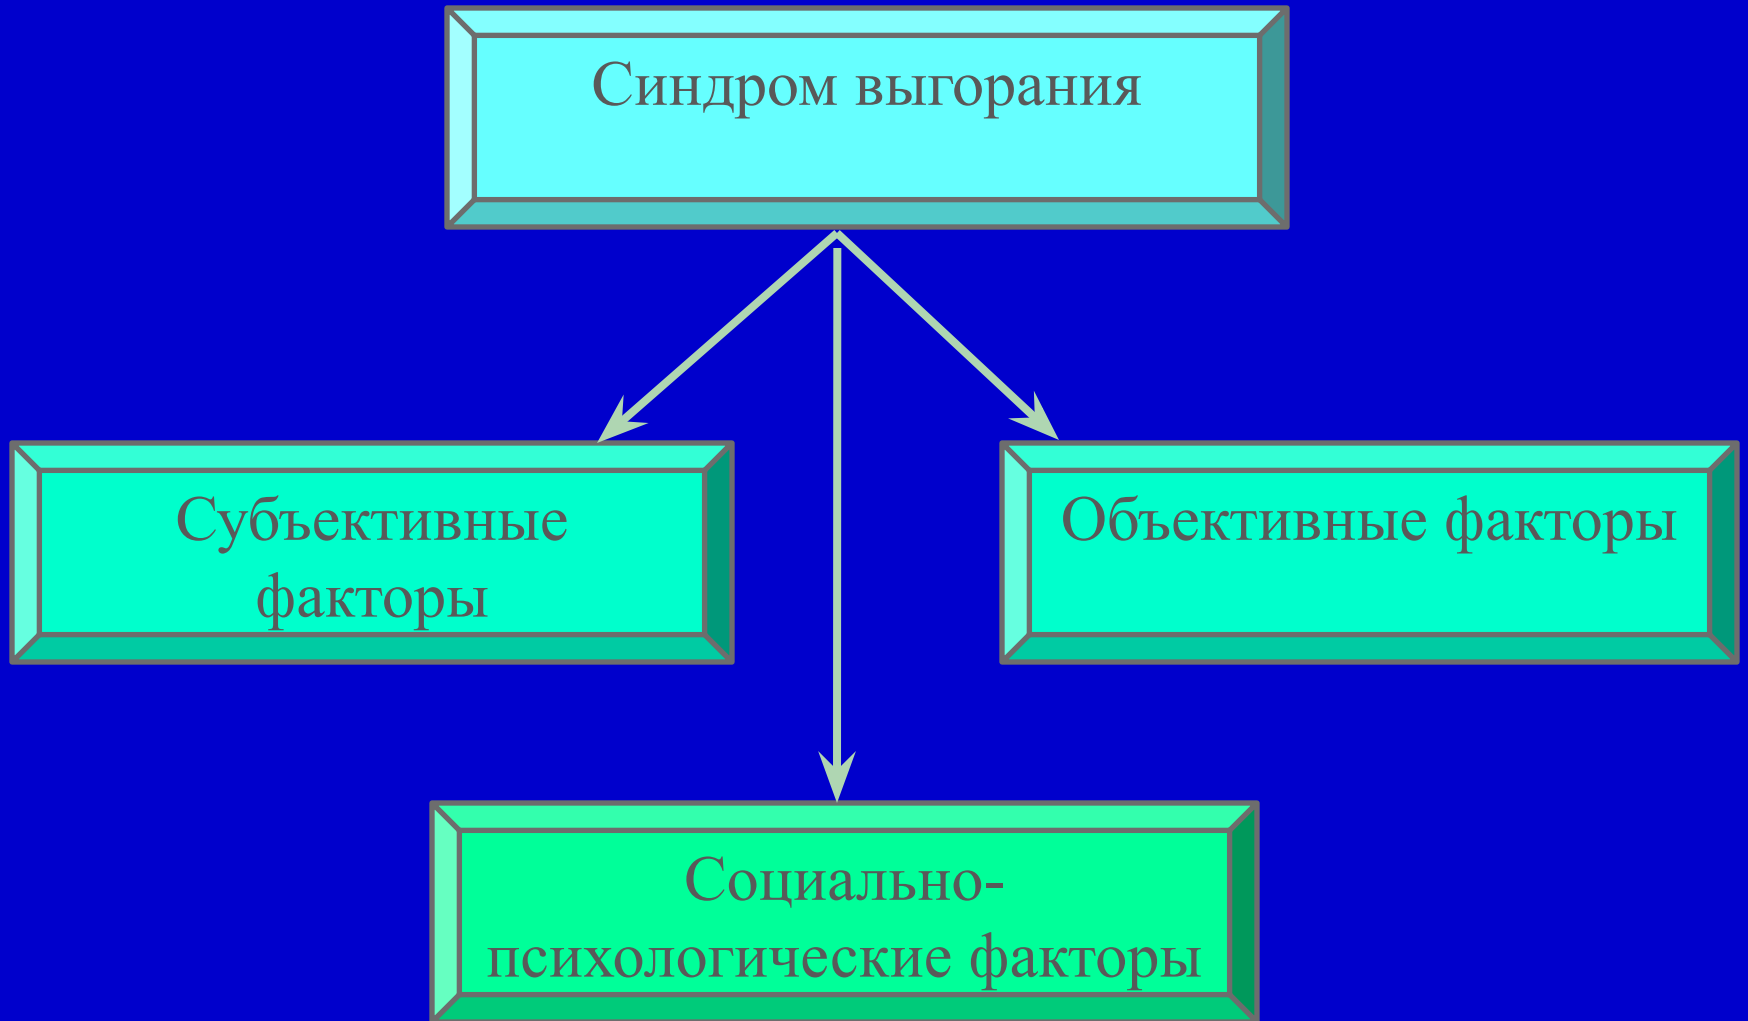 Синдром выгорания
Субъективные
факторы
Объективные факторы
Социально-
психологические факторы